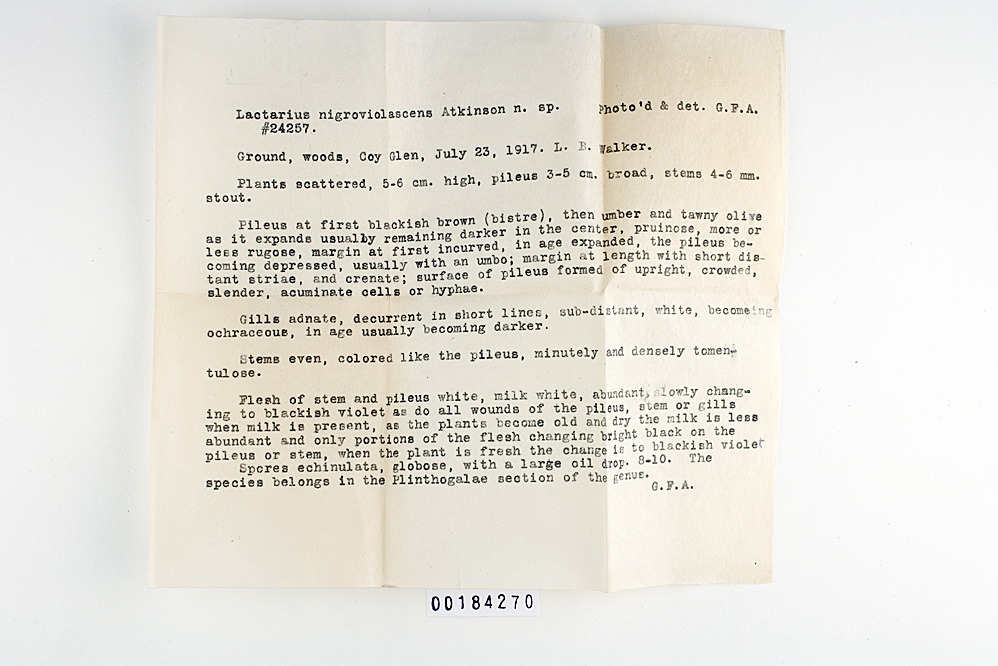 Lactarius nigroviolascens Atkinson n. sp. Photo'd & det. G.F.A.
#24257.
Ground, woods, Coy Glen, July 23, 1917. L. B. Walker.
Plants scattered, 5-6 cm. high, pileus 3-5 cm. broad, stems 4-6 mm.
stout.
Pileus at first blackish brown (bistre), then umber and tawny olive
as it expands usually remaining darker in the center, pruinose, more or
less rugose, margin at first incurved, in age expanded, the pileus be-
coming depressed, usually with an umbo; margin at length with short dis-
tant striae, and crenate; surface of pileus formed of upright, crowded,
slender, acuminate cells or hyphae.
Gills adnate, decurrent in short lines, sub-distant, white, becomeing
ochraceous, in age usually becoming darker.
Stems even, colored like the pileus, minutely and densely tomen-
tulose.
Flesh of stem and pileus white, milk white, abundant, slowly chang-
ing to blackish violet as do all wounds of the pileus, stem or gills
when milk is present, as the plants become old and dry the milk is less
abundant and only portions of the flesh changing bright black on the
pileus or stem, when the plant is fresh the change is to blackish violet
Spores echinulata, globose, with a large oil drop. 8-10. The
species belongs in the Plinthogalae section of the genus.
G.F.A.
00184270